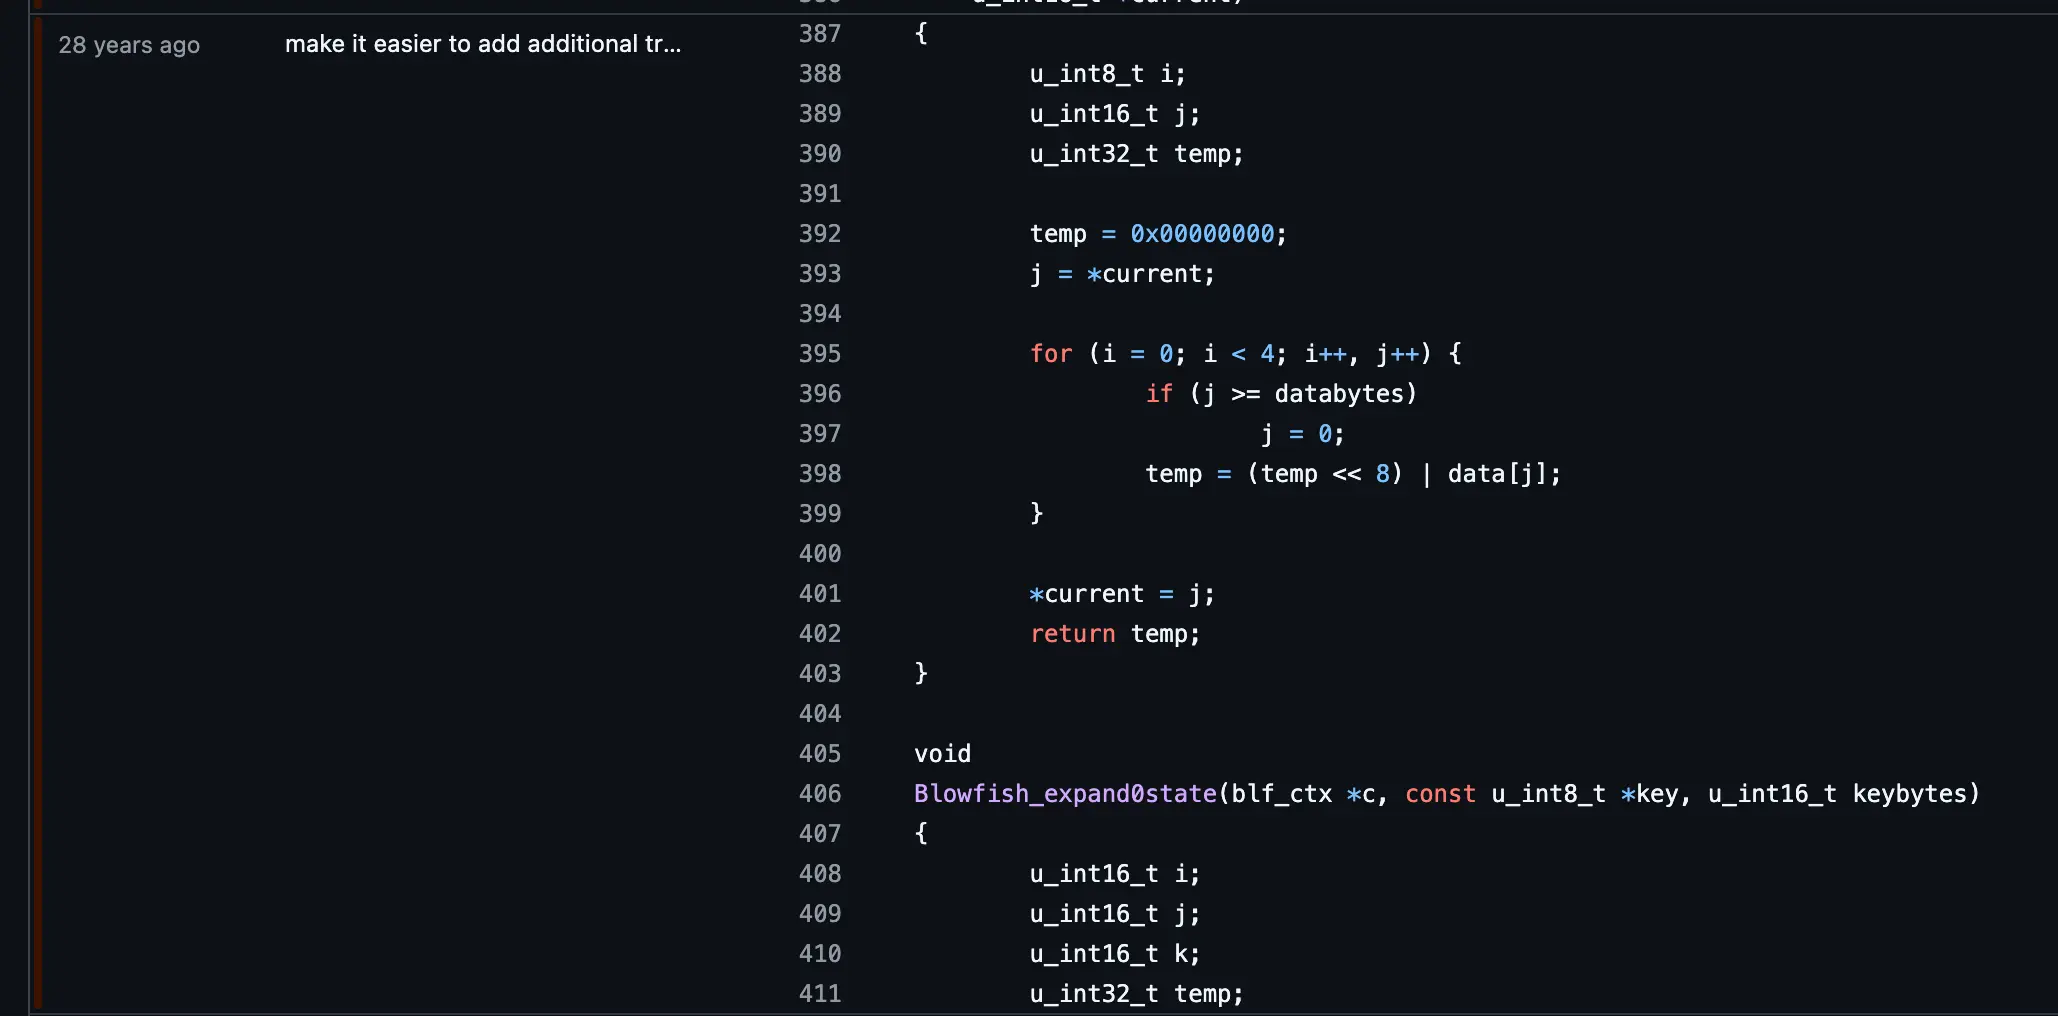 28 years ago make it easier to add additional tr...
387 {
388 u_int8_t i;
389 u_int16_t j;
390 u_int32_t temp;
391
392 temp = 0x00000000;
393 j = *current;
394
395 for (i = 0; i < 4; i++, j++) {
396 if (j >= databytes)
397 j = 0;
398 temp = (temp << 8) | data[j];
399 }
400
401 *current = j;
402 return temp;
403 }
404
405 void
406 Blowfish_expand0state(blf_ctx *c, const u_int8_t *key, u_int16_t keybytes)
407 {
408 u_int16_t i;
409 u_int16_t j;
410 u_int16_t k;
411 u_int32_t temp;